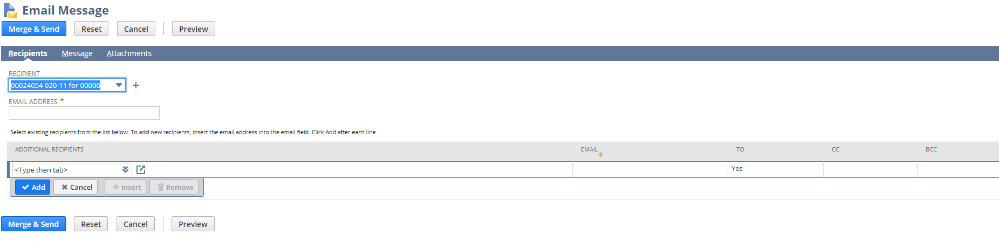 Email Message
Merge & Send Reset Cancel Preview
Recipients Message Attachments
RECIPIENT
00024054 020-11 for 00000
EMAIL ADDRESS *
Select existing recipients from the list below. To add new recipients, insert the email address into the email field. Click Add after each line.
ADDITIONAL RECIPIENTS EMAIL * TO CC BCC
<Type then tab> Yes
Add Cancel Insert Remove
Merge & Send Reset Cancel Preview